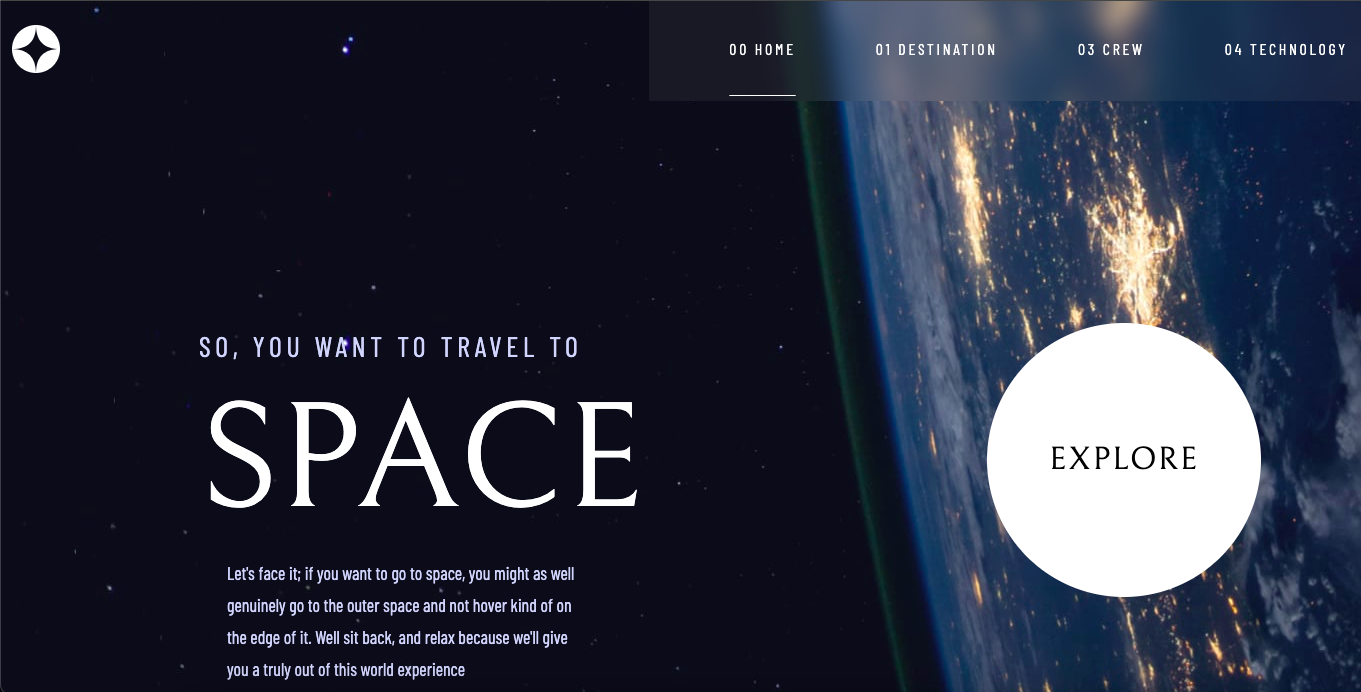 00 HOME 01 DESTINATION 03 CREW 04 TECHNOLOGY
SO, YOU WANT TO TRAVEL TO
SPACE
EXPLORE
Let's face it; if you want to go to space, you might as well
genuinely go to the outer space and not hover kind of on
the edge of it. Well sit back, and relax because we'll give
you a truly out of this world experience